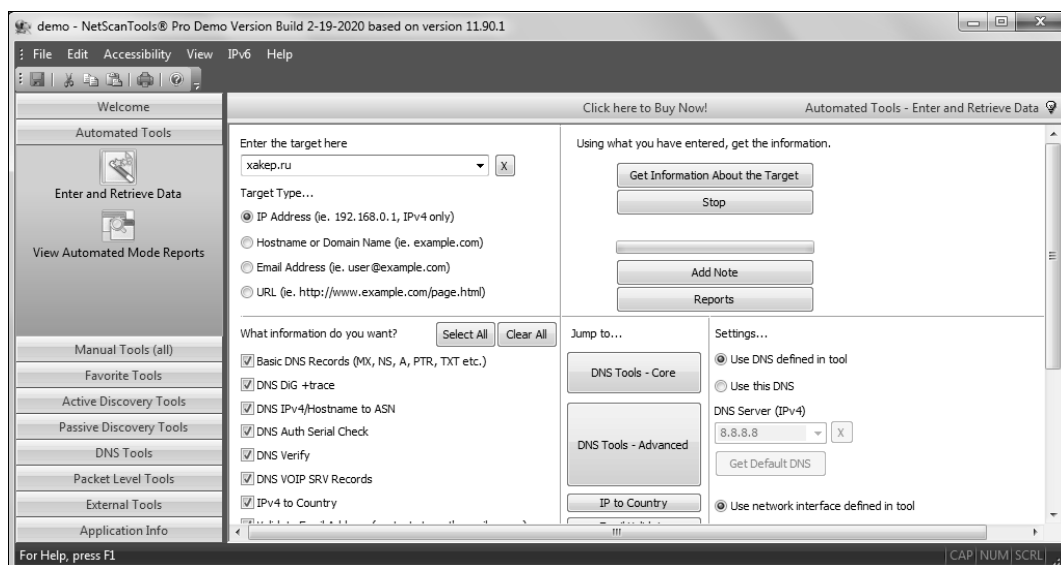 demo - NetScanTools® Pro Demo Version Build 2-19-2020 based on version 11.90.1
File Edit Accessibility View IPv6 Help
Welcome
Automated Tools
Enter and Retrieve Data
View Automated Mode Reports
Manual Tools (all)
Favorite Tools
Active Discovery Tools
Passive Discovery Tools
DNS Tools
Packet Level Tools
External Tools
Application Info
Click here to Buy Now!
Automated Tools - Enter and Retrieve Data
Enter the target here
xakep.ru
X
Target Type...
IP Address (ie. 192.168.0.1, IPv4 only)
Hostname or Domain Name (ie. example.com)
Email Address (ie. user@example.com)
URL (ie. http://www.example.com/page.html)
Using what you have entered, get the information.
Get Information About the Target
Stop
Add Note
Reports
What information do you want?
Select All
Clear All
Basic DNS Records (MX, NS, A, PTR, TXT etc.)
DNS DiG +trace
DNS IPv4/Hostname to ASN
DNS Auth Serial Check
DNS Verify
DNS VOIP SRV Records
IPv4 to Country
Jump to...
DNS Tools - Core
DNS Tools - Advanced
IP to Country
Settings...
Use DNS defined in tool
Use this DNS
DNS Server (IPv4)
8.8.8.8
X
Get Default DNS
Use network interface defined in tool
For Help, press F1
CAP NUM SCRL